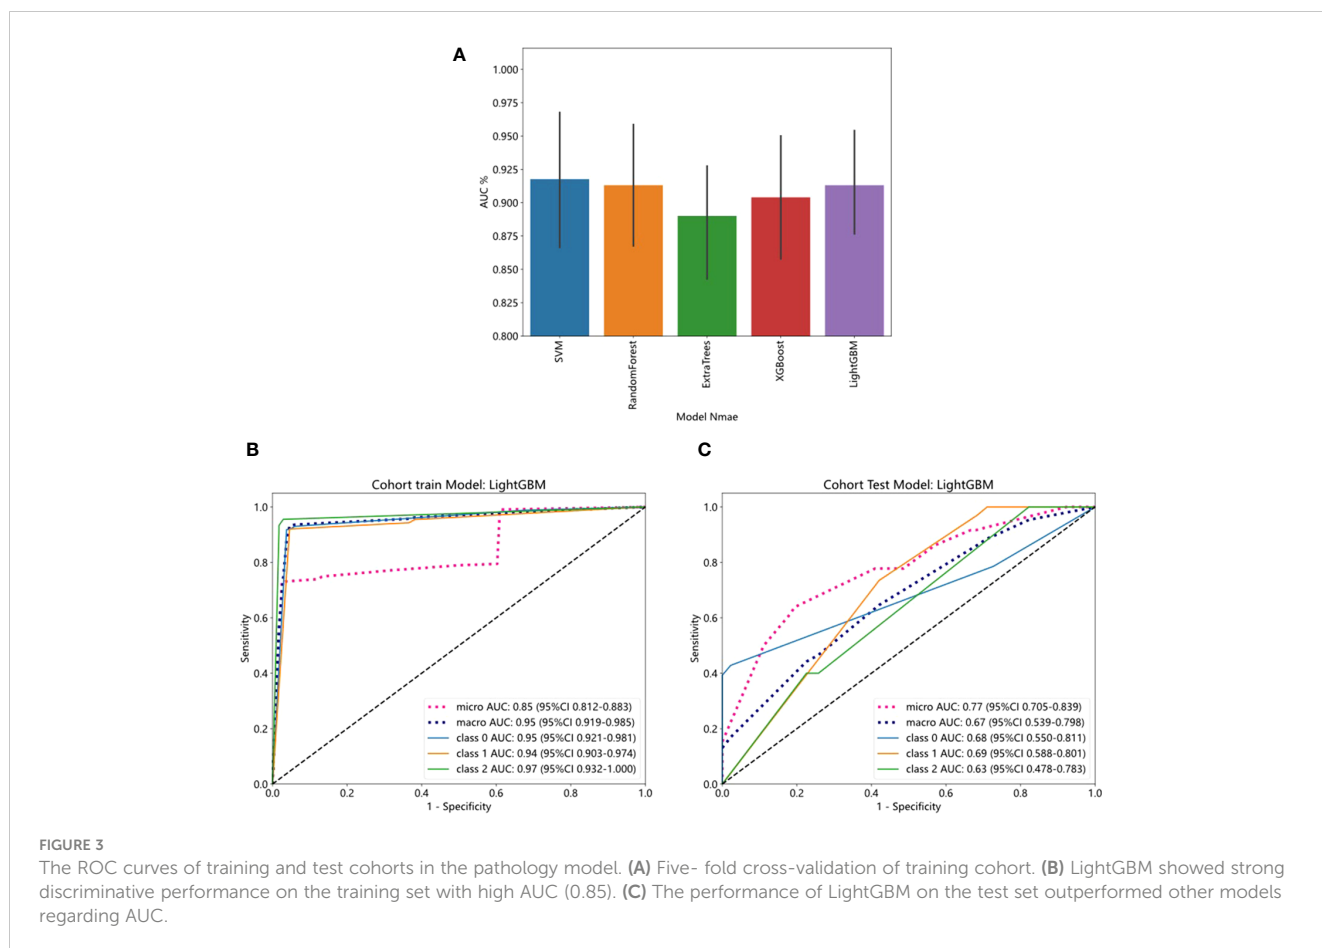 A
1.000
0.975
0.950
0.925
0.900
0.875
0.850
0.825
0.800
AUC %
SVM
RandomForest
ExtraTrees
XGBoost
LightGBM
Model Nmae
B
Cohort train Model: LightGBM
1.0
0.8
0.6
0.4
0.2
0.0
Sensitivity
micro AUC: 0.85 (95%CI 0.812-0.883)
macro AUC: 0.95 (95%CI 0.919-0.985)
class 0 AUC: 0.95 (95%CI 0.921-0.981)
class 1 AUC: 0.94 (95%CI 0.903-0.974)
class 2 AUC: 0.97 (95%CI 0.932-1.000)
0.0 0.2 0.4 0.6 0.8 1.0
1 - Specificity
C
Cohort Test Model: LightGBM
1.0
0.8
0.6
0.4
0.2
0.0
Sensitivity
micro AUC: 0.77 (95%CI 0.705-0.839)
macro AUC: 0.67 (95%CI 0.539-0.798)
class 0 AUC: 0.68 (95%CI 0.550-0.811)
class 1 AUC: 0.69 (95%CI 0.588-0.801)
class 2 AUC: 0.63 (95%CI 0.478-0.783)
0.0 0.2 0.4 0.6 0.8 1.0
1 - Specificity
FIGURE 3
The ROC curves of training and test cohorts in the pathology model. (A) Five- fold cross-validation of training cohort. (B) LightGBM showed strong
discriminative performance on the training set with high AUC (0.85). (C) The performance of LightGBM on the test set outperformed other models
regarding AUC.